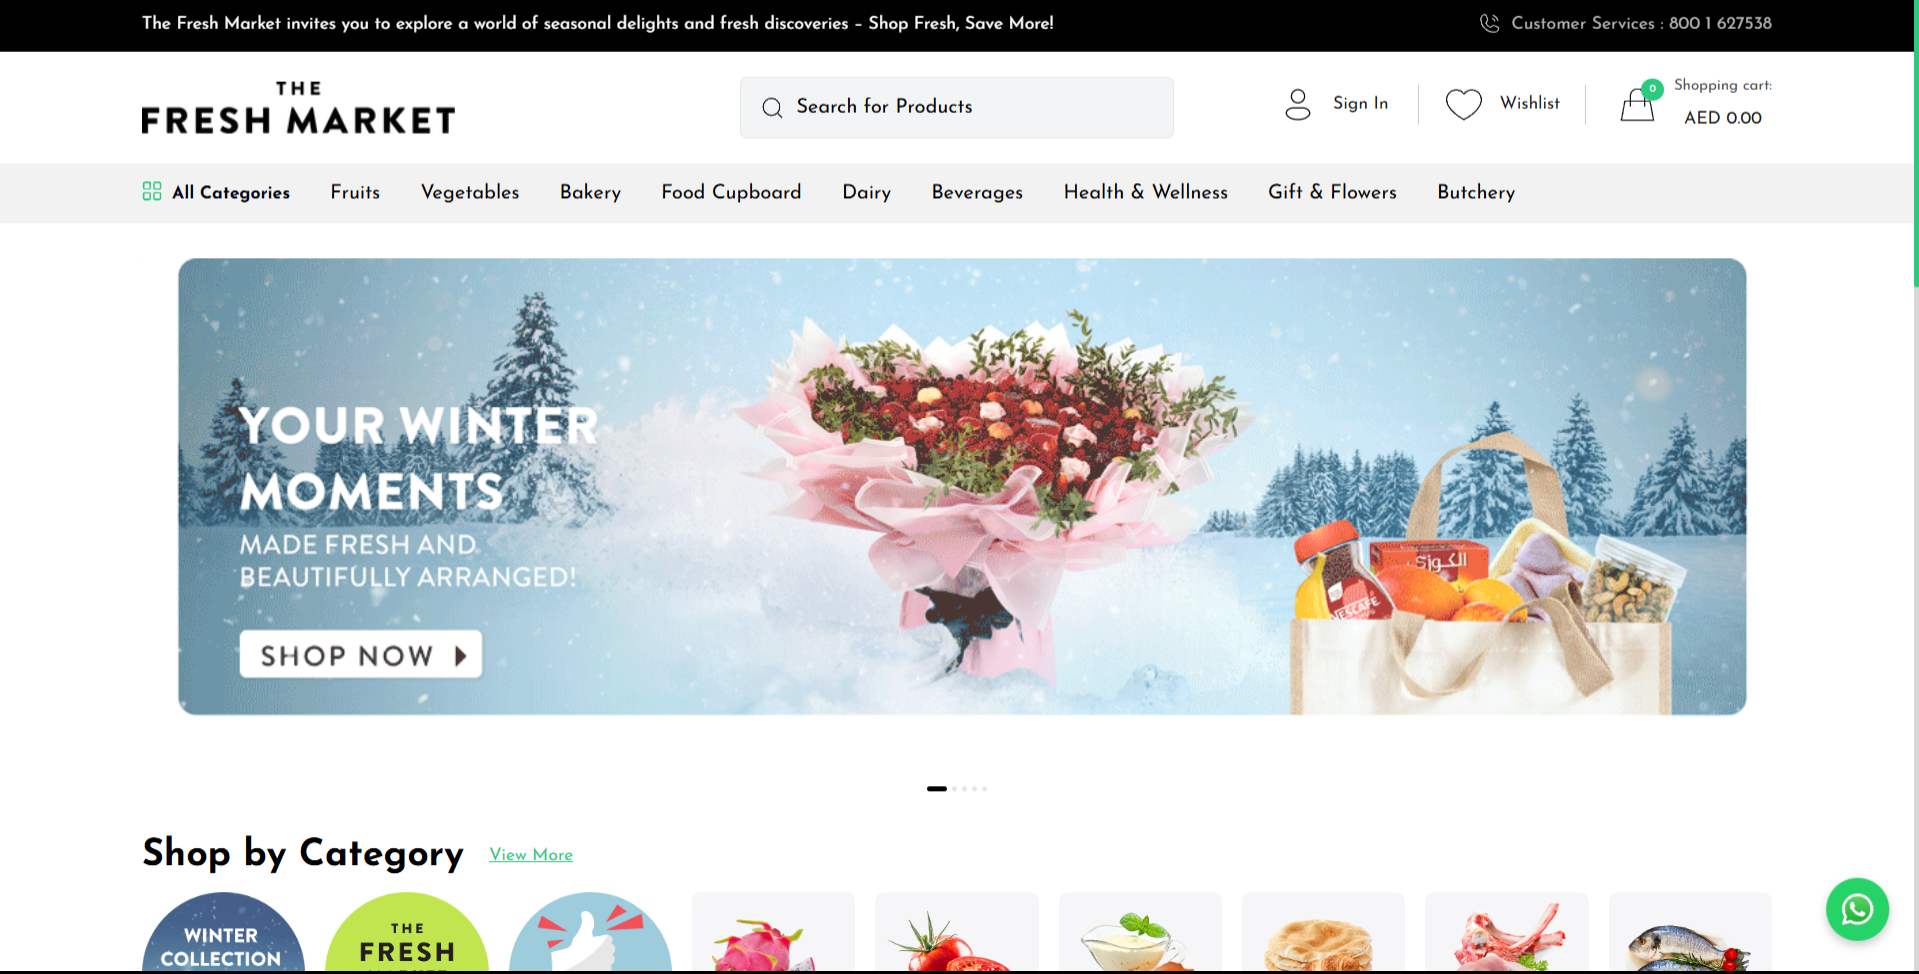 The Fresh Market invites you to explore a world of seasonal delights and fresh discoveries – Shop Fresh, Save More!
Customer Services : 800 1 627538
THE
FRESH MARKET
Search for Products
Sign In
Wishlist
0
Shopping cart:
AED 0.00
All Categories
Fruits
Vegetables
Bakery
Food Cupboard
Dairy
Beverages
Health & Wellness
Gift & Flowers
Butchery
YOUR WINTER
MOMENTS
MADE FRESH AND
BEAUTIFULLY ARRANGED!
SHOP NOW
الكوزي
NESCAFE
Shop by Category
View More
WINTER
COLLECTION
THE
FRESH